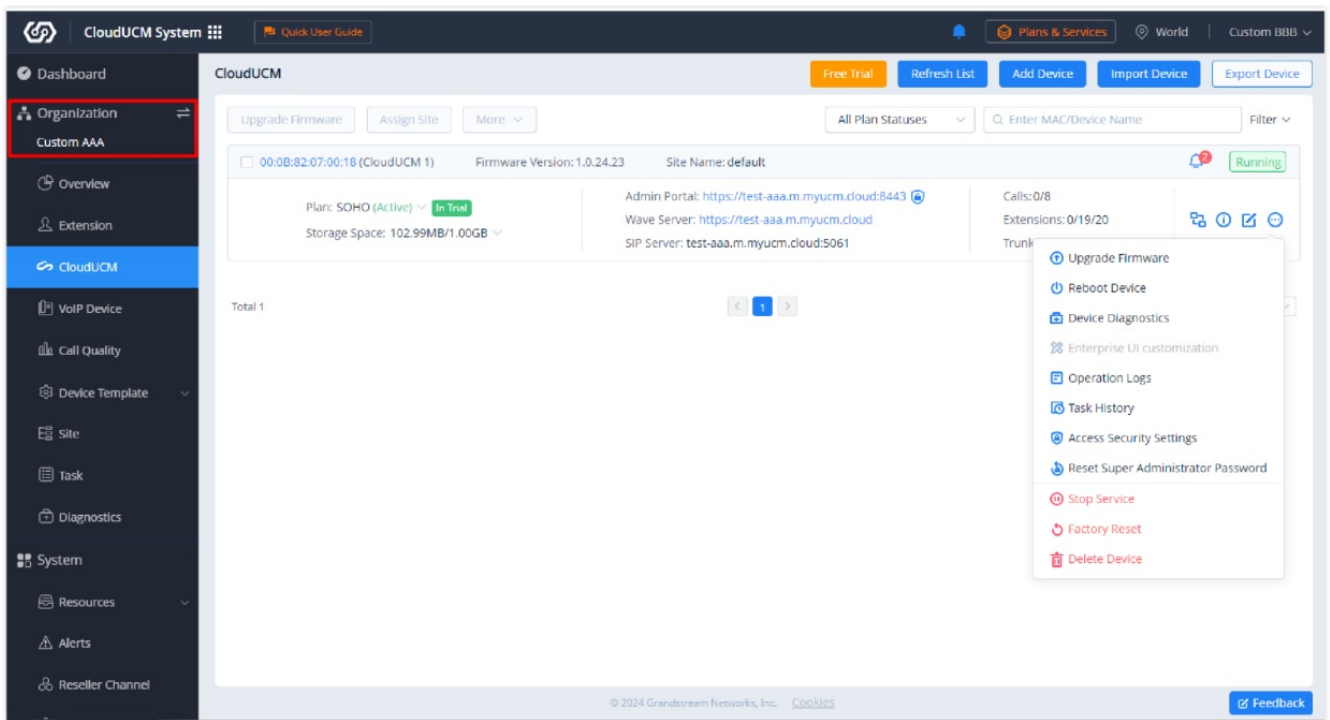 CloudUCM System
Quick User Guide
Plans & Services
World
Custom BBB
Dashboard
Organization
Custom AAA
Overview
Extension
CloudUCM
VoIP Device
Call Quality
Device Template
Site
Task
Diagnostics
System
Resources
Alerts
Reseller Channel
CloudUCM
Free Trial
Refresh List
Add Device
Import Device
Export Device
Upgrade Firmware
Assign Site
More
All Plan Statuses
Enter MAC/Device Name
Filter
00:0B:82:07:00:18 (CloudUCM 1)
Firmware Version: 1.0.24.23
Site Name: default
2
Running
Plan: SOHO (Active) In Trial
Storage Space: 102.99MB/1.00GB
Admin Portal: https://test-aaa.m.myucm.cloud:8443
Wave Server: https://test-aaa.m.myucm.cloud
SIP Server: test-aaa.m.myucm.cloud:5061
Calls: 0/8
Extensions: 0/19/20
Trunk
Upgrade Firmware
Reboot Device
Device Diagnostics
Enterprise UI customization
Operation Logs
Task History
Access Security Settings
Reset Super Administrator Password
Stop Service
Factory Reset
Delete Device
Total 1
1
© 2024 Grandstream Networks, Inc. Cookies
Feedback